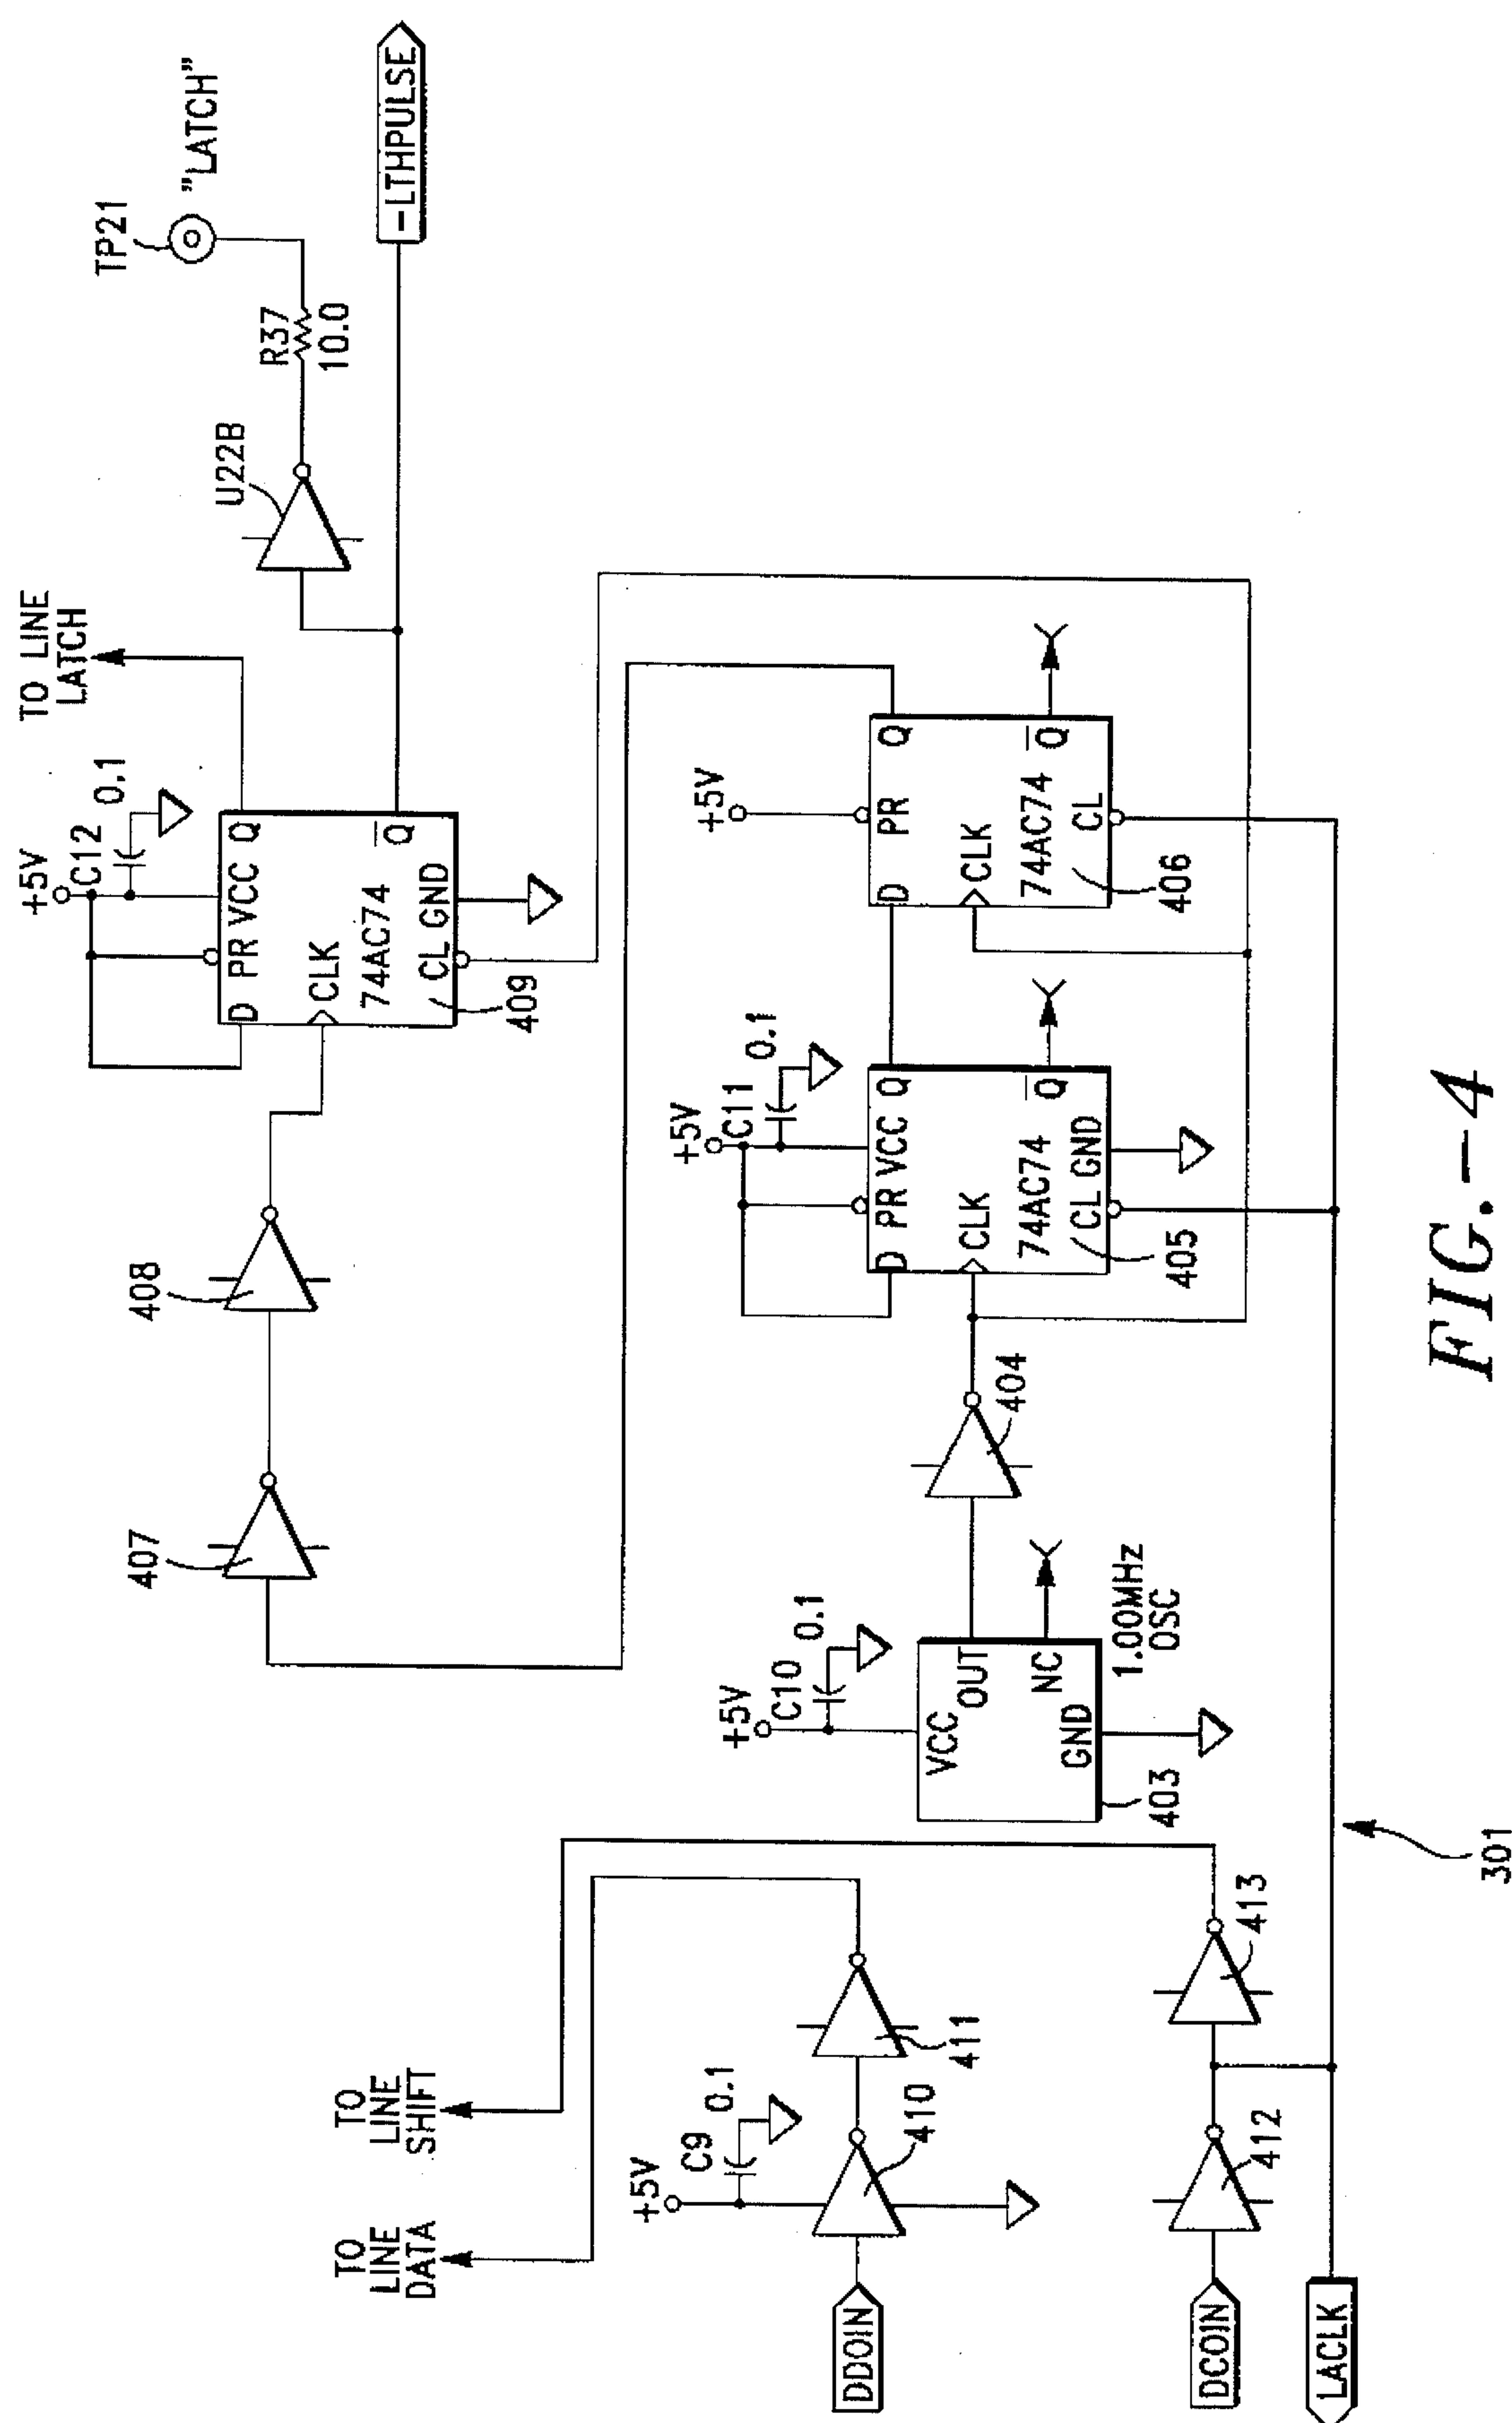 TO LINE
LATCH
+5V
C12
0.1
D PR VCC Q
CLK
74AC74
Q
CL GND
409
TP21
"LATCH"
U22B
R37
10.0
-LTHPULSE
407
408
TO
LINE
DATA
TO
LINE
SHIFT
+5V
C9
0.1
DDOIN
410
411
DCOIN
412
413
LACLK
301
+5V
C10
0.1
VCC
OUT
NC
GND
403
1.00MHz
OSC
404
+5V
C11
0.1
D PR VCC Q
CLK
74AC74
Q
CL GND
405
+5V
D PR Q
CLK
74AC74
Q
CL
406
FIG.-4